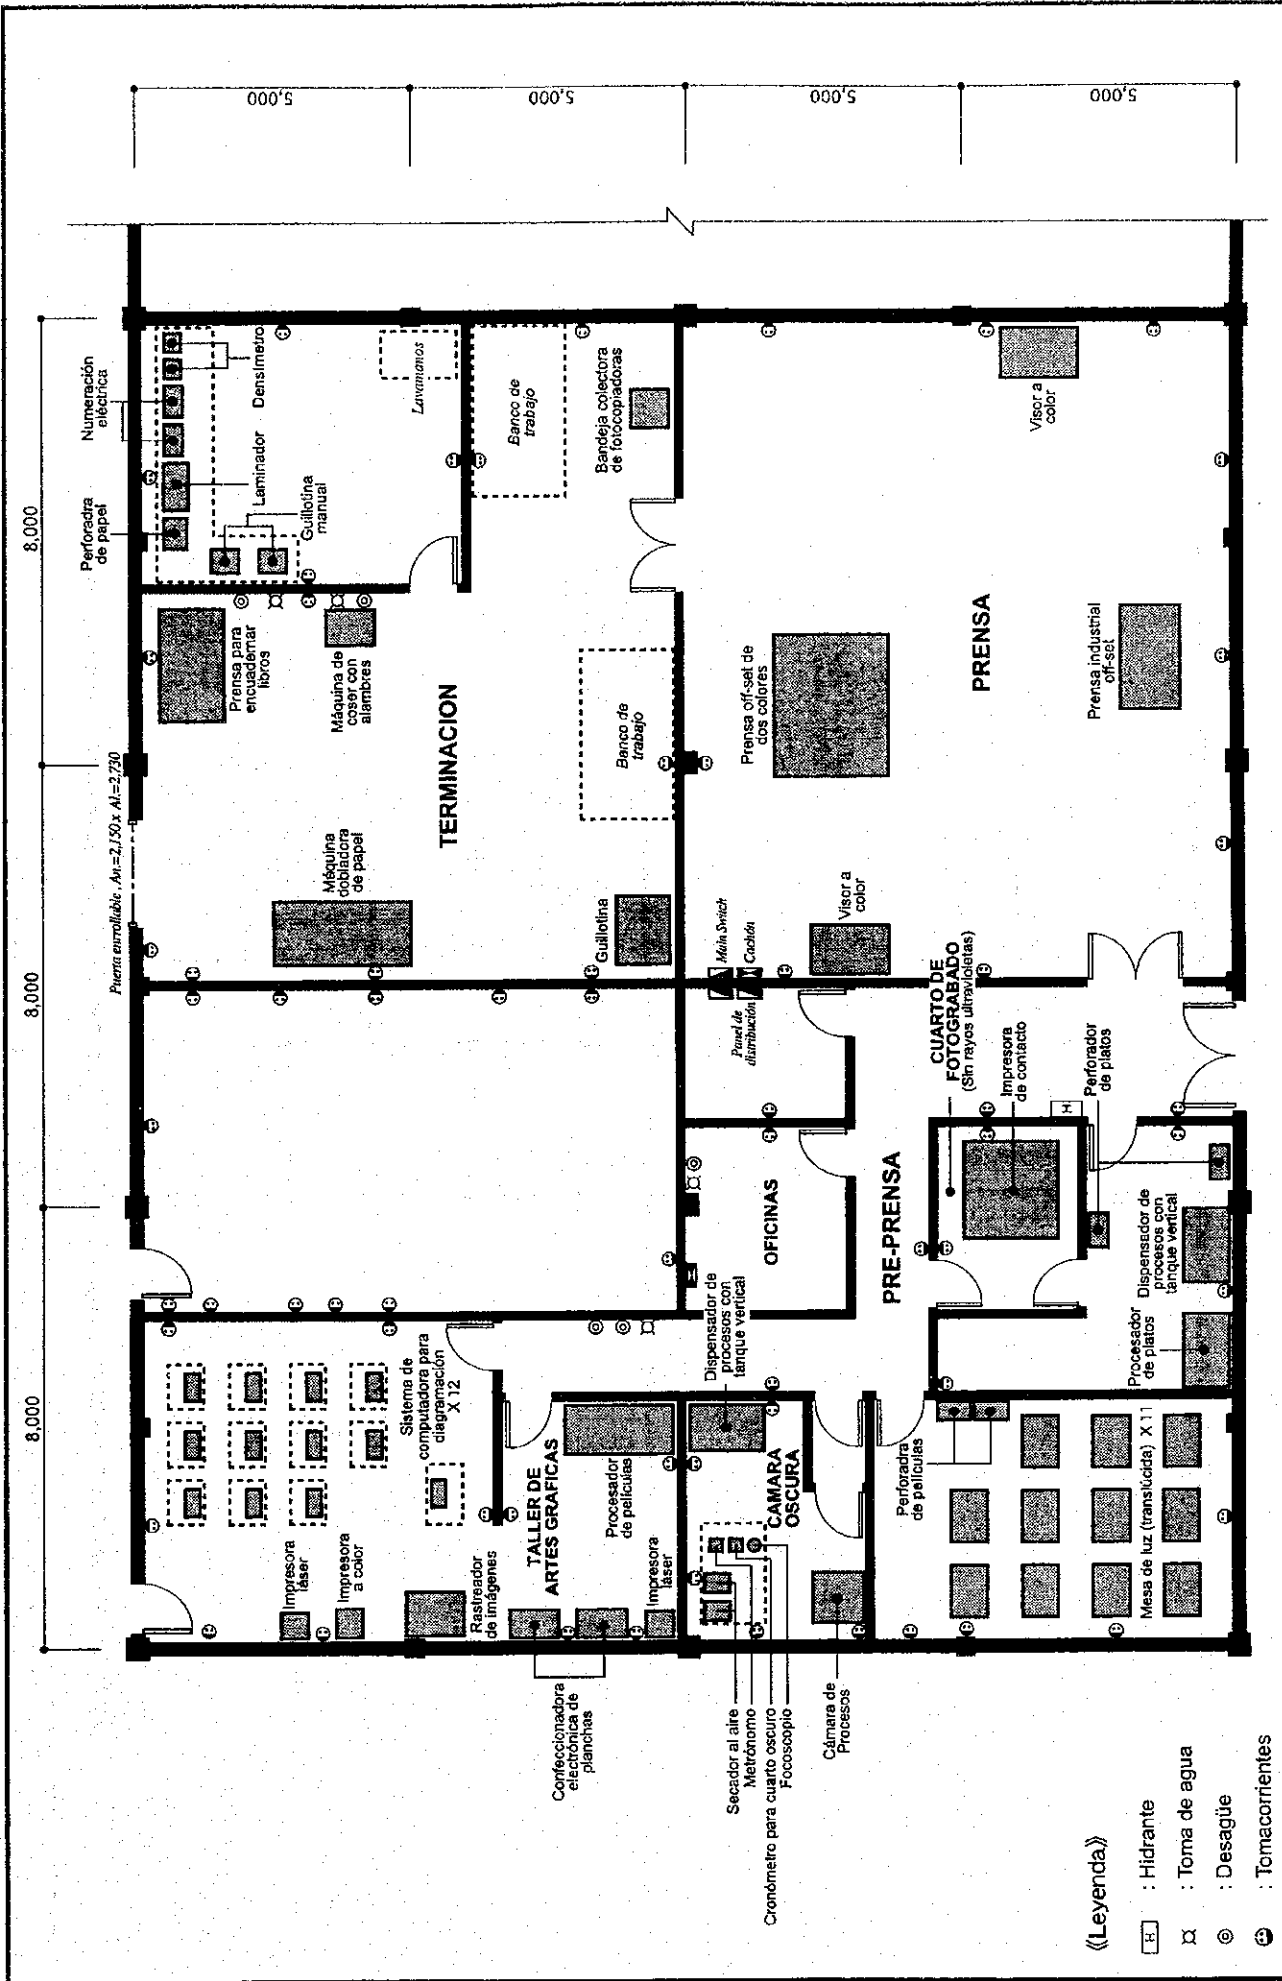 8,000
8,000
8,000
5,000
5,000
5,000
5,000
Puerta enrollable , An.=2,150 x Al.=2,730
Impresora
láser
Impresora
a color
Sistema de
computadora para
diagramación
X 12
Rastreador
de imágenes
TALLER DE
ARTES GRAFICAS
Procesador
de películas
Impresora
láser
Confeccionadora
electrónica de
planchas
Máquina
dobladora
de papel
Guillotina
TERMINACION
Prensa para
encuadernar
libros
Máquina de
coser con
alambres
Banco de
trabajo
Perforadra
de papel
Numeración
eléctrica
Laminador
Densímetro
Guillotina
manual
Lavamanos
Banco de
trabajo
Bandeja colectora
de fotocopiadoras
Secador al aire
Metrónomo
Cronómetro para cuarto oscuro
Focoscopio
Cámara de
Procesos
CAMARA
OSCURA
Dispensador de
procesos con
tanque vertical
OFICINAS
Panel de
distribución
Main Switch
Cachón
Visor a
color
Prensa off-set de
dos colores
PRENSA
Prensa industrial
off-set
Visor a
color
PRE-PRENSA
CUARTO DE
FOTOGRABADO
(Sin rayos ultravioletas)
Impresora
de contacto
H
Perforador
de platos
Dispensador de
procesos con
tanque vertical
Procesador
de platos
Perforadra
de películas
Mesa de luz (translúcida) X 11
《Leyenda》
H : Hidrante
: Toma de agua
: Desagüe
: Tomacorrientes